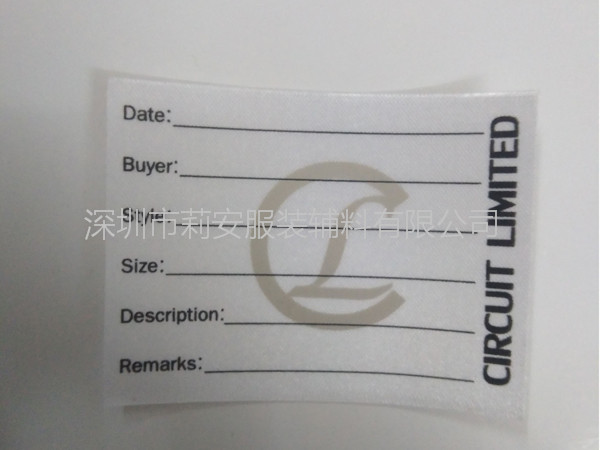 Date:
Buyer:
Style:
深圳市莉安服装辅料有限公司
Size:
Description:
Remarks:
CIRCUIT LIMITED